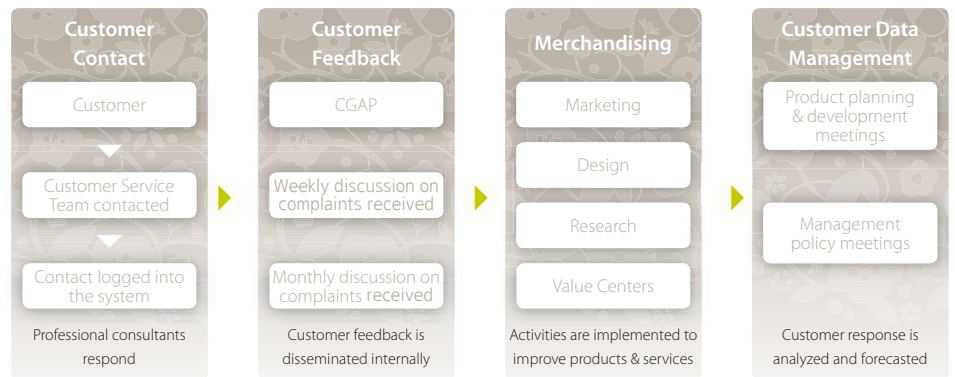 Customer
Contact
Customer
Customer Service
Team contacted
Contact logged into
the system
Professional consultants
respond
Customer
Feedback
CGAP
Weekly discussion on
complaints received
Monthly discussion on
complaints received
Customer feedback is
disseminated internally
Merchandising
Marketing
Design
Research
Value Centers
Activities are implemented to
improve products & services
Customer Data
Management
Product planning
& development
meetings
Management
policy meetings
Customer response is
analyzed and forecasted